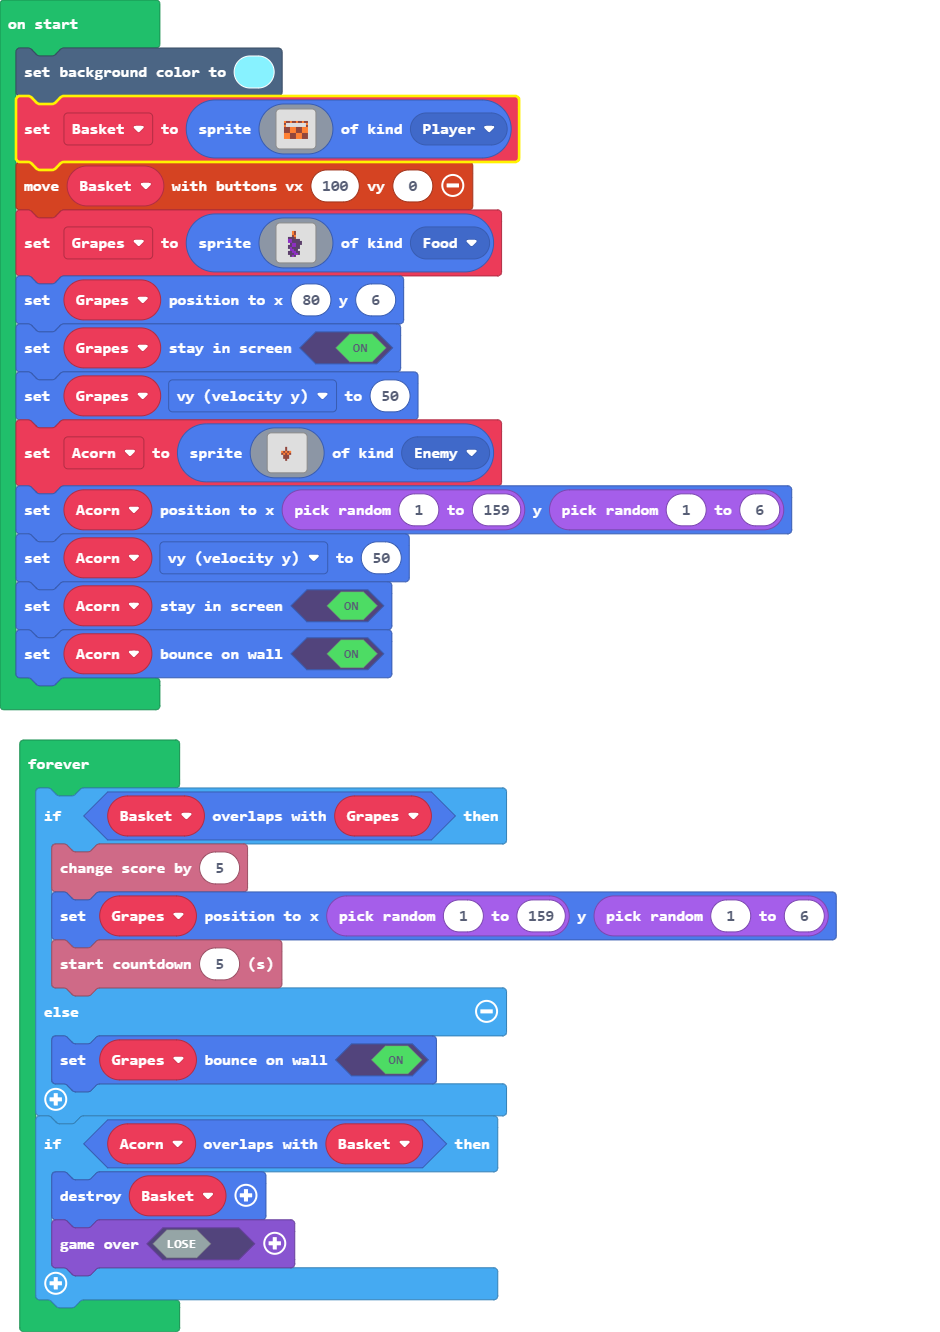 on start
set background color to
set Basket to sprite of kind Player
move Basket with buttons vx 100 vy 0
set Grapes to sprite of kind Food
set Grapes position to x 80 y 6
set Grapes stay in screen ON
set Grapes vy (velocity y) to 50
set Acorn to sprite of kind Enemy
set Acorn position to x pick random 1 to 159 y pick random 1 to 6
set Acorn vy (velocity y) to 50
set Acorn stay in screen ON
set Acorn bounce on wall ON
forever
if Basket overlaps with Grapes then
change score by 5
set Grapes position to x pick random 1 to 159 y pick random 1 to 6
start countdown 5 (s)
else
set Grapes bounce on wall ON
if Acorn overlaps with Basket then
destroy Basket
game over LOSE